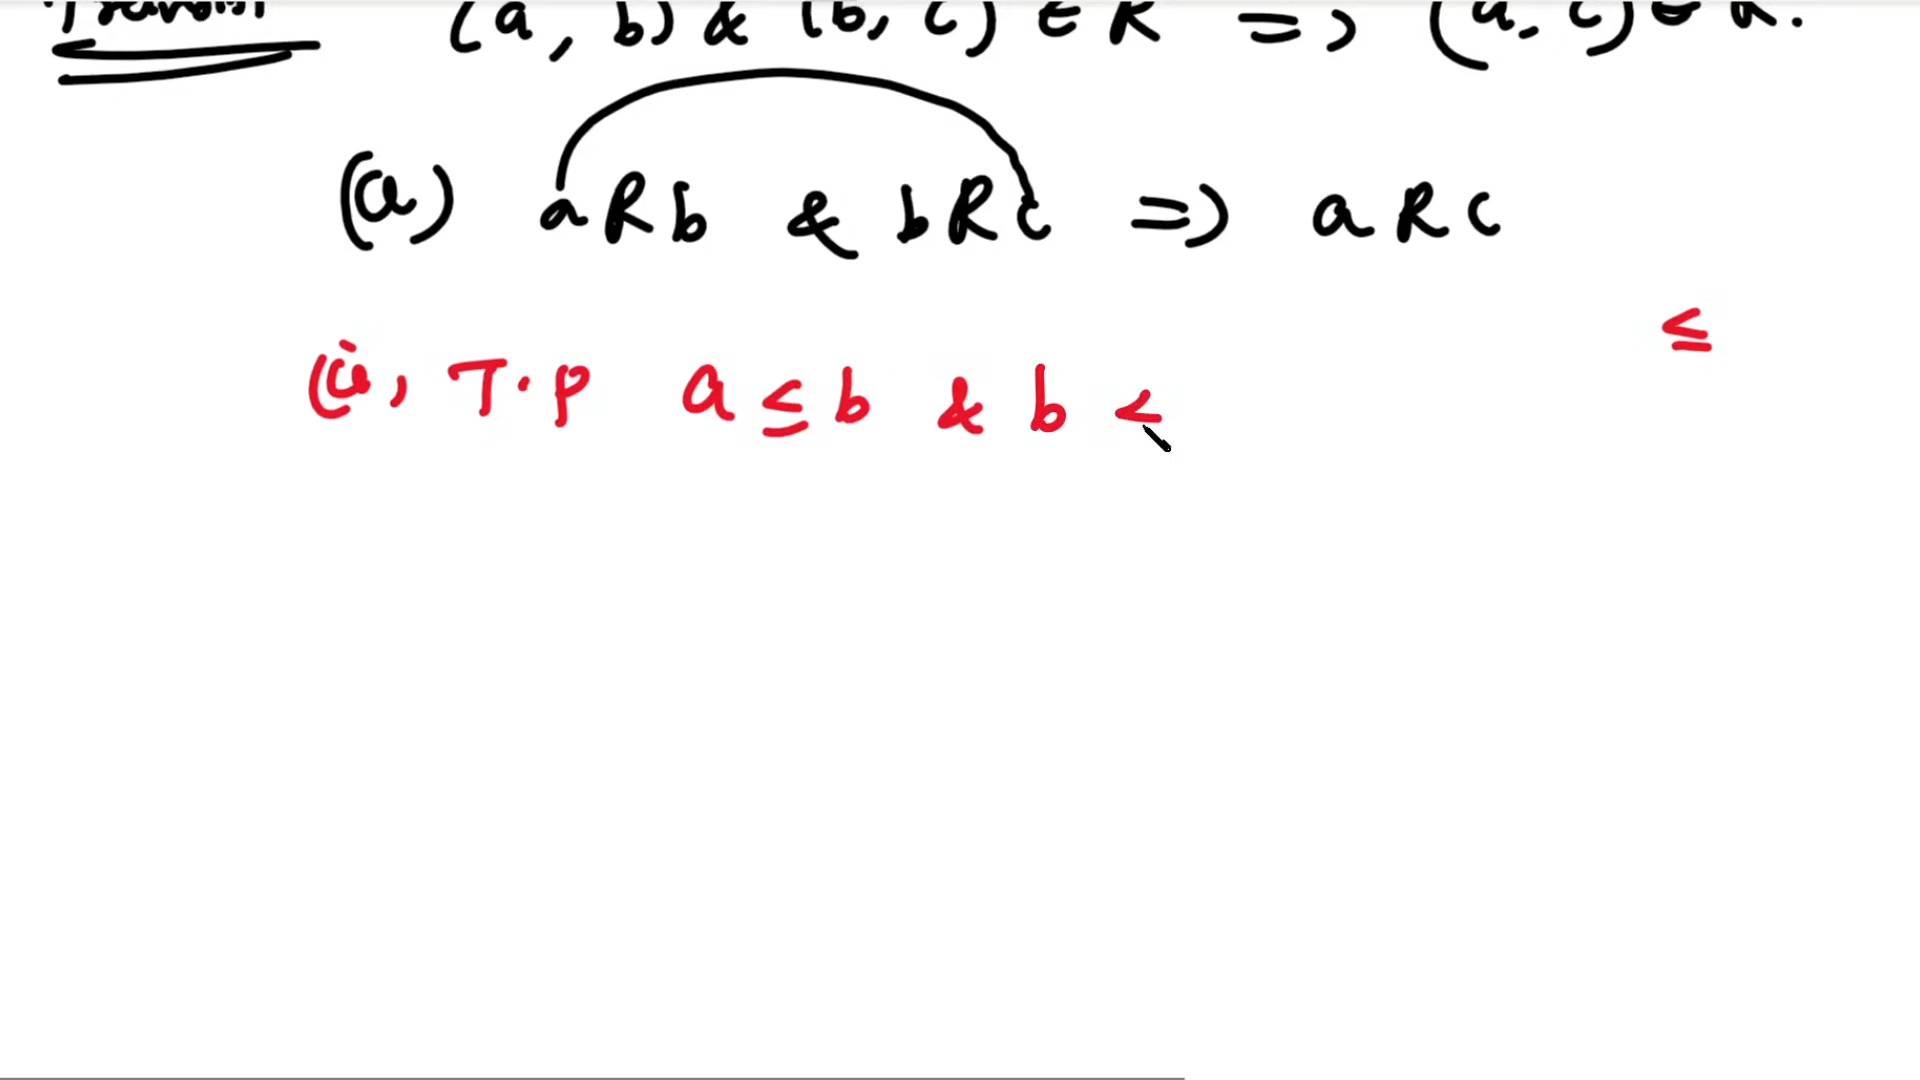 (a, b) & (b, c) ∈ R => (a, c) ∈ R.
(a) aRb & bRc => aRc
≤
T.p a ≤ b & b <